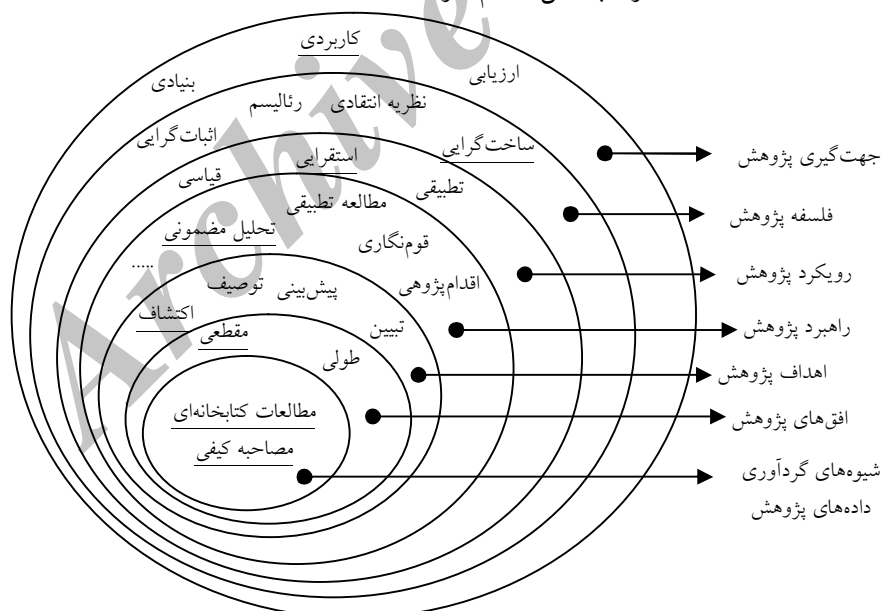 کاربردی
ارزیابی
بنیادی
نظریه انتقادی
رئالیسم
اثبات‌گرایی
ساخت‌گرایی
استقرایی
قیاسی
تطبیقی
مطالعه تطبیقی
تحلیل مضمونی
قوم‌نگاری
.....
اقدام‌پژوهی
پیش‌بینی
توصیف
اکتشاف
تبیین
مقطعی
طولی
مطالعات کتابخانه‌ای
مصاحبه کیفی
جهت‌گیری پژوهش
فلسفه پژوهش
رویکرد پژوهش
راهبرد پژوهش
اهداف پژوهش
افق‌های پژوهش
شیوه‌های گردآوری
داده‌های پژوهش
Archive